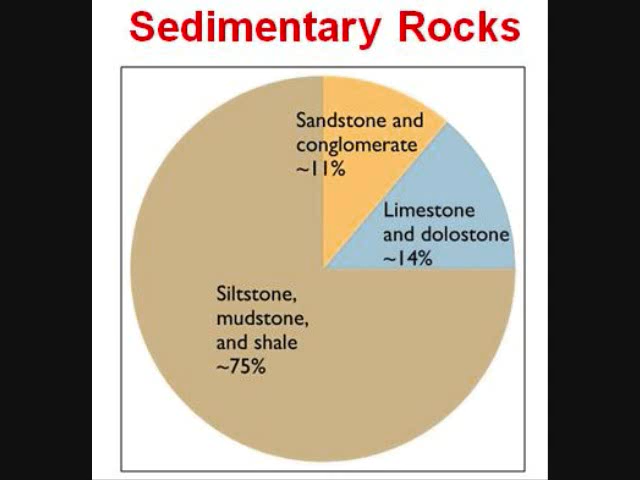 Sedimentary Rocks
Sandstone and
conglomerate
~11%
Limestone
and dolostone
~14%
Siltstone,
mudstone,
and shale
~75%